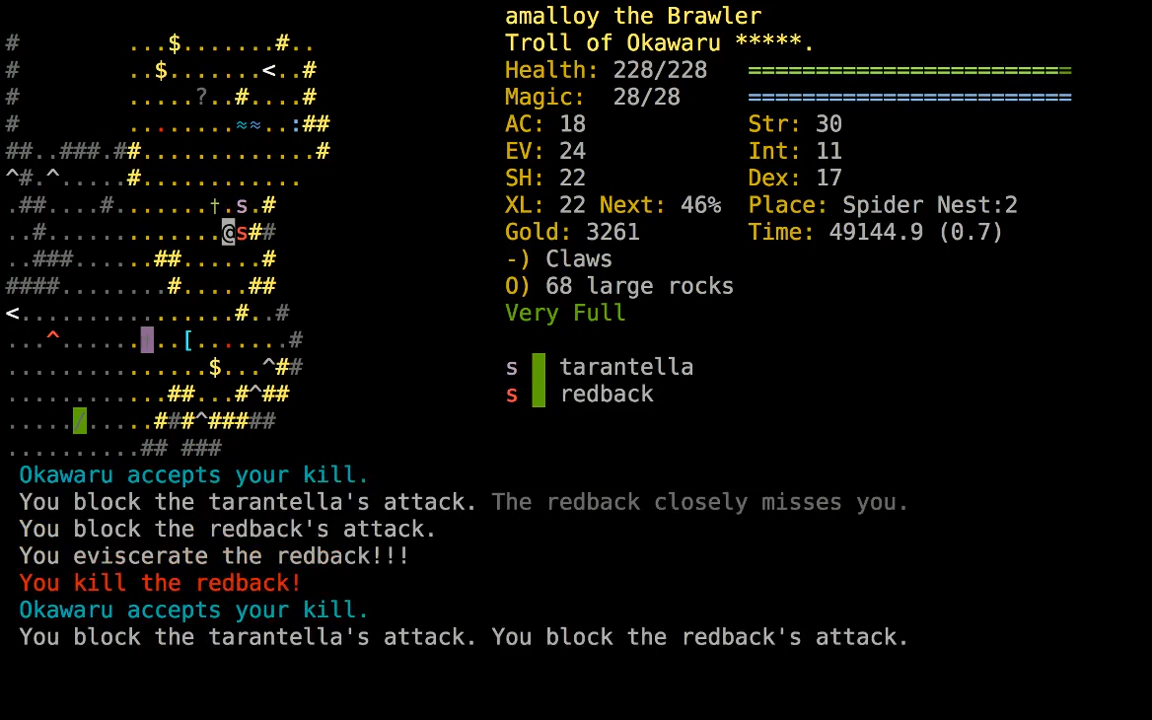 amalloy the Brawler
Troll of Okawaru *****.
Health: 228/228 ========================
Magic: 28/28 ========================
AC: 18 Str: 30
EV: 24 Int: 11
SH: 22 Dex: 17
XL: 22 Next: 46% Place: Spider Nest:2
Gold: 3261 Time: 49144.9 (0.7)
-) Claws
O) 68 large rocks
Very Full
s tarantella
s redback
# ...$.......#..
# ..$.......<..#
# .....?..#....#
# ........≈≈..:##
##..###.##.............#
^#.^.....#............
.##....#.......†.s.#
..#.............@s##
..###......##......#
####........#.....##
<................#..#
...^...... ..[.......#
...............$...^##
............##...#^##
..... .....###^#####
..........## ###
Okawaru accepts your kill.
You block the tarantella's attack. The redback closely misses you.
You block the redback's attack.
You eviscerate the redback!!!
You kill the redback!
Okawaru accepts your kill.
You block the tarantella's attack. You block the redback's attack.